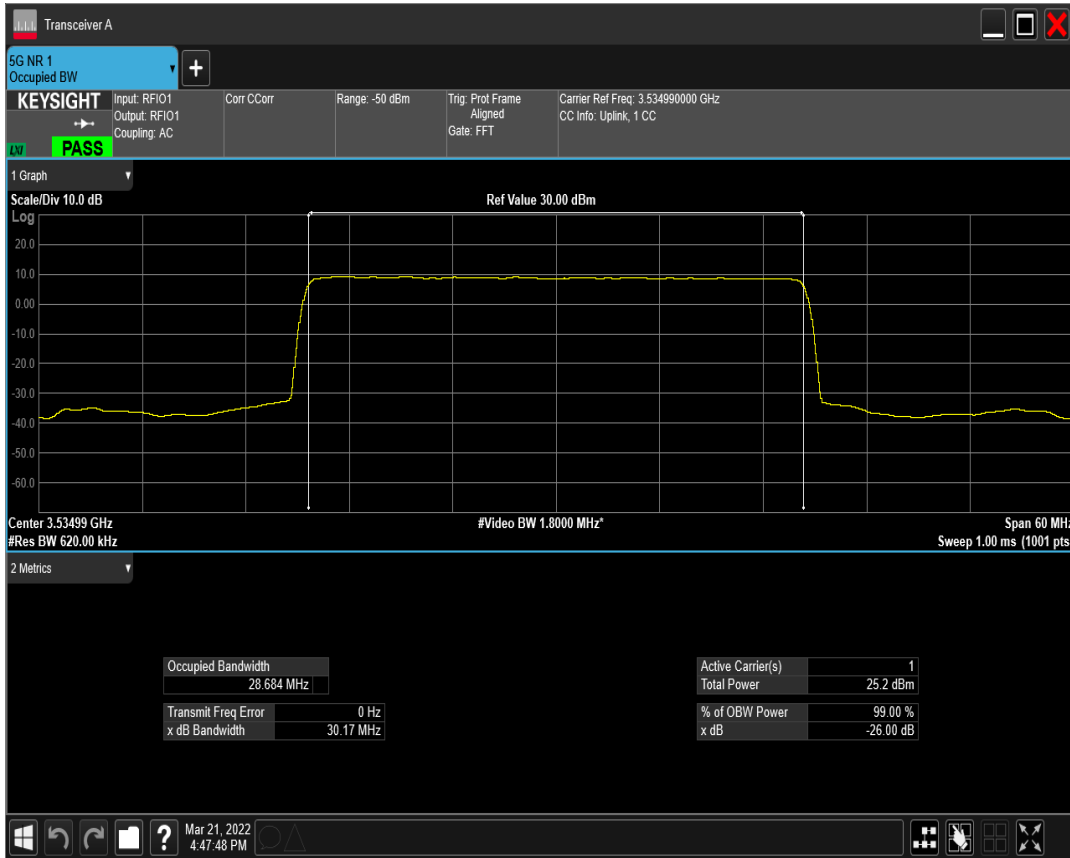 Transceiver A
5G NR 1
Occupied BW
KEYSIGHT
LXI
PASS
Input: RFIO1
Output: RFIO1
Coupling: AC
Corr CCorr
Range: -50 dBm
Trig: Prot Frame
Aligned
Gate: FFT
Carrier Ref Freq: 3.534990000 GHz
CC Info: Uplink, 1 CC
1 Graph
Scale/Div 10.0 dB
Ref Value 30.00 dBm
Log
20.0
10.0
0.00
-10.0
-20.0
-30.0
-40.0
-50.0
-60.0
Center 3.53499 GHz
#Video BW 1.8000 MHz*
Span 60 MHz
#Res BW 620.00 kHz
Sweep 1.00 ms (1001 pts
2 Metrics
Occupied Bandwidth
28.684 MHz
Transmit Freq Error 0 Hz
x dB Bandwidth 30.17 MHz
Active Carrier(s) 1
Total Power 25.2 dBm
% of OBW Power 99.00 %
x dB -26.00 dB
?
Mar 21, 2022
4:47:48 PM